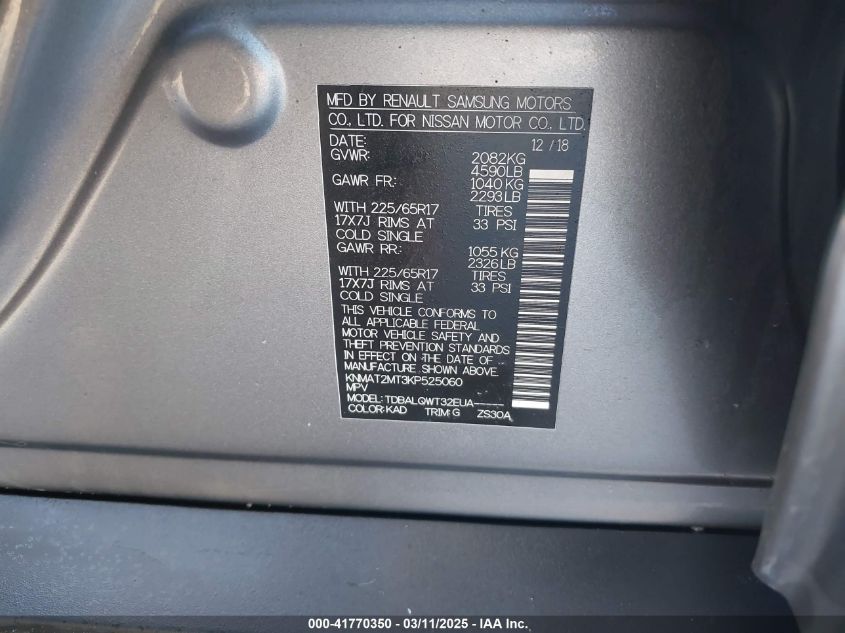 MFD BY RENAULT SAMSUNG MOTORS
CO., LTD. FOR NISSAN MOTOR CO., LTD.
DATE: 12 / 18
GVWR: 2082KG
4590LB
GAWR FR.: 1040 KG
2293LB
WITH 225/65R17 TIRES
17X7J RIMS AT 33 PSI
COLD SINGLE
GAWR RR.: 1055 KG
2326LB
WITH 225/65R17 TIRES
17X7J RIMS AT 33 PSI
COLD SINGLE
THIS VEHICLE CONFORMS TO
ALL APPLICABLE FEDERAL
MOTOR VEHICLE SAFETY AND
THEFT PREVENTION STANDARDS
IN EFFECT ON THE DATE OF
MANUFACTURE SHOWN ABOVE.
KNMAT2MT3KP525060
MPV
MODEL: TDBALQWT32EUA-----
COLOR: KAD TRIM: G ZS30A
000-41770350 - 03/11/2025 - IAA Inc.